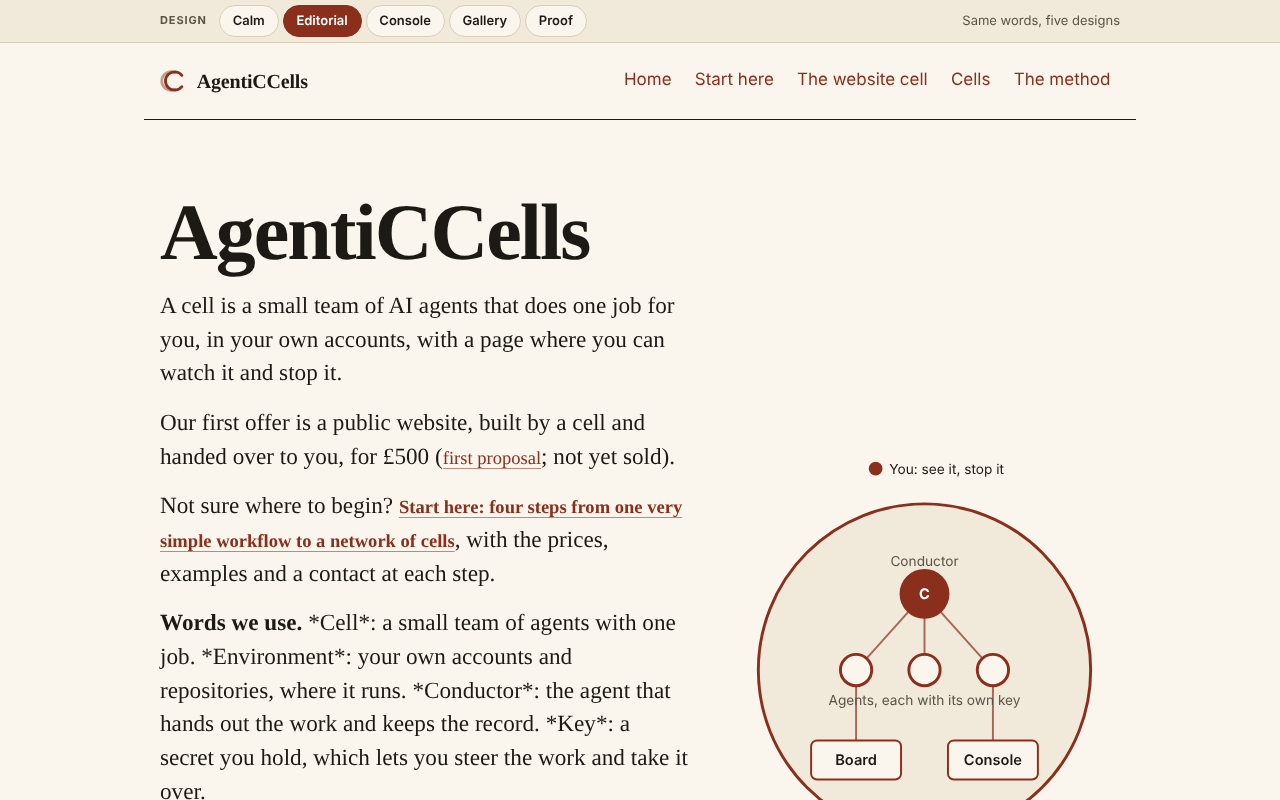 DESIGN Calm Editorial Console Gallery Proof Same words, five designs
AgentiCCells Home Start here The website cell Cells The method
AgentiCCells
A cell is a small team of AI agents that does one job for
you, in your own accounts, with a page where you can
watch it and stop it.
Our first offer is a public website, built by a cell and
handed over to you, for £500 (first proposal; not yet sold).
Not sure where to begin? Start here: four steps from one very
simple workflow to a network of cells, with the prices,
examples and a contact at each step.
Words we use. *Cell*: a small team of agents with one
job. *Environment*: your own accounts and
repositories, where it runs. *Conductor*: the agent that
hands out the work and keeps the record. *Key*: a
secret you hold, which lets you steer the work and take it
over.
You: see it, stop it
Conductor
C
Agents, each with its own key
Board Console